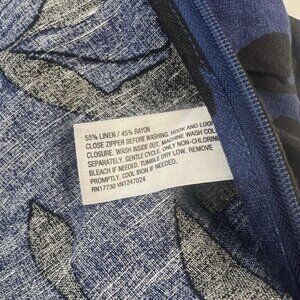 55% LINEN / 45% RAYON
CLOSE ZIPPER BEFORE WASHING. HOOK AND LOOP
CLOSURE. WASH INSIDE OUT. MACHINE WASH COLD
SEPARATELY. GENTLE CYCLE. ONLY NON-CHLORINE
BLEACH IF NEEDED. TUMBLE DRY LOW. REMOVE
PROMPTLY. COOL IRON IF NEEDED.
RN17730 VN1247024